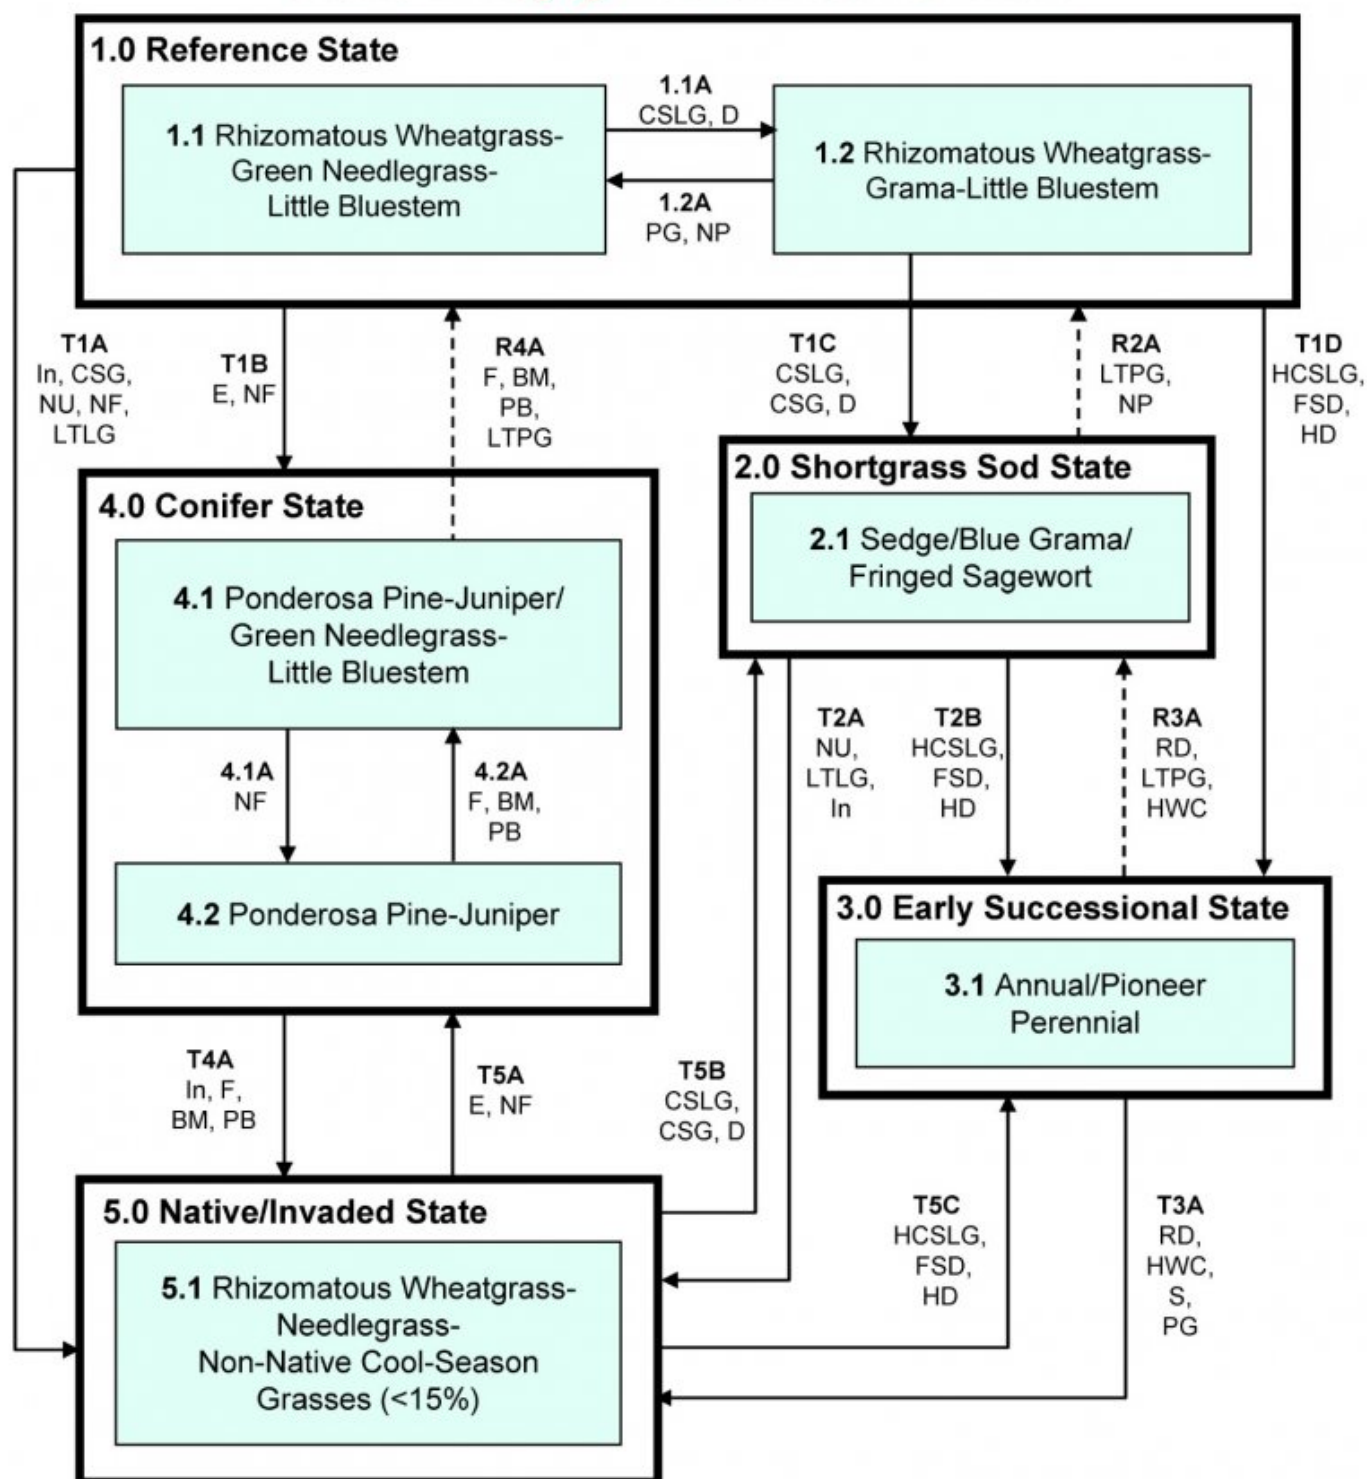 1.0 Reference State
1.1 Rhizomatous Wheatgrass-
Green Needlegrass-
Little Bluestem
1.1A
CSLG, D
1.2A
PG, NP
1.2 Rhizomatous Wheatgrass-
Grama-Little Bluestem
T1A
In, CSG,
NU, NF,
LTLG
T1B
E, NF
R4A
F, BM,
PB,
LTPG
T1C
CSLG,
CSG, D
R2A
LTPG,
NP
T1D
HCSLG,
FSD,
HD
4.0 Conifer State
4.1 Ponderosa Pine-Juniper/
Green Needlegrass-
Little Bluestem
4.1A
NF
4.2A
F, BM,
PB
4.2 Ponderosa Pine-Juniper
2.0 Shortgrass Sod State
2.1 Sedge/Blue Grama/
Fringed Sagewort
T2A
NU,
LTLG,
In
T2B
HCSLG,
FSD,
HD
R3A
RD,
LTPG,
HWC
3.0 Early Successional State
3.1 Annual/Pioneer
Perennial
T4A
In, F,
BM, PB
T5A
E, NF
T5B
CSLG,
CSG, D
T5C
HCSLG,
FSD,
HD
T3A
RD,
HWC,
S,
PG
5.0 Native/Invaded State
5.1 Rhizomatous Wheatgrass-
Needlegrass-
Non-Native Cool-Season
Grasses (<15%)